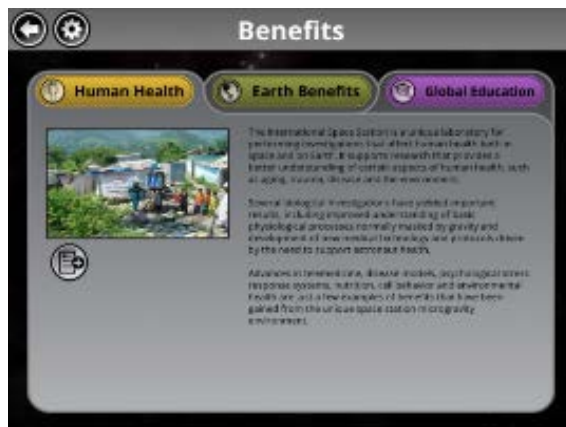 Benefits
Human Health
Earth Benefits
Global Education
The International Space Station is a unique laboratory for
performing investigations that affect human health both in
space and on Earth. It supports research that provides a
better understanding of certain aspects of human health, such
as aging, trauma, disease and the environment.
Several biological investigations have yielded important
results, including improved understanding of basic
physiological processes normally masked by gravity and
development of new medical technology and protocols driven
by the need to support astronaut health.
Advances in telemedicine, disease models, psychological stress
response systems, nutrition, cell behavior and environmental
health are just a few examples of benefits that have been
gained from the unique space station microgravity
environment.